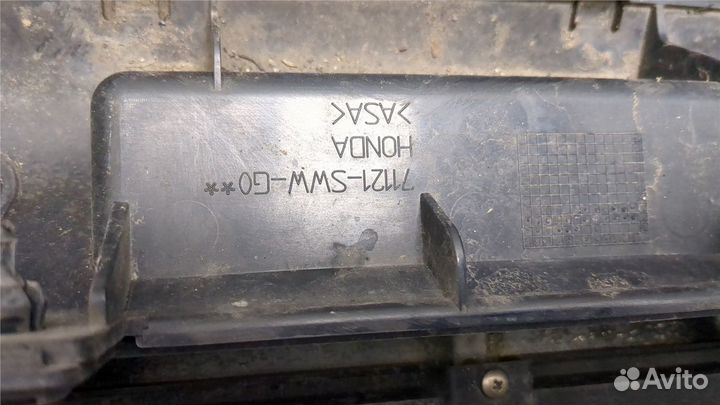 71121-SWW-G0**
HONDA
>ASA<
Avito